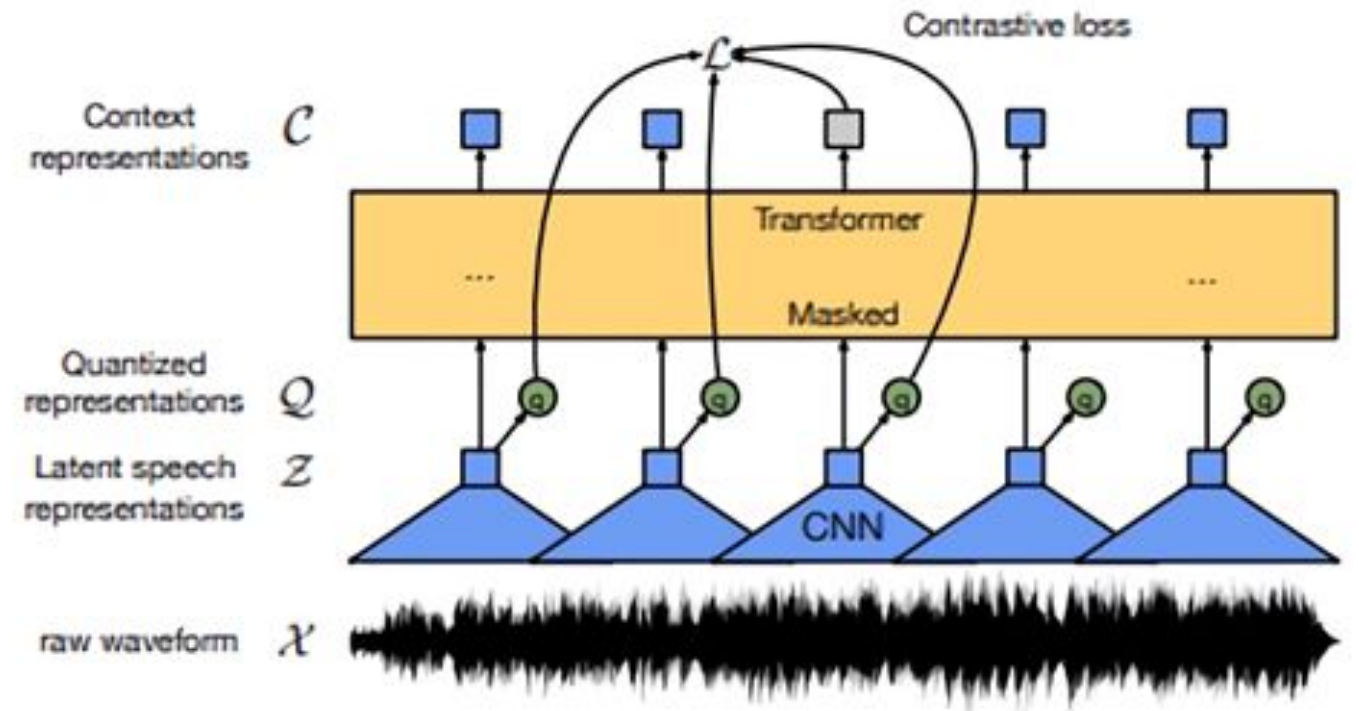 Contrastive loss
ℒ
Context
representations
𝒞
Transformer
...
...
Masked
Quantized
representations
𝒬
q q q q q
Latent speech
representations
𝒵
CNN
raw waveform
𝒳